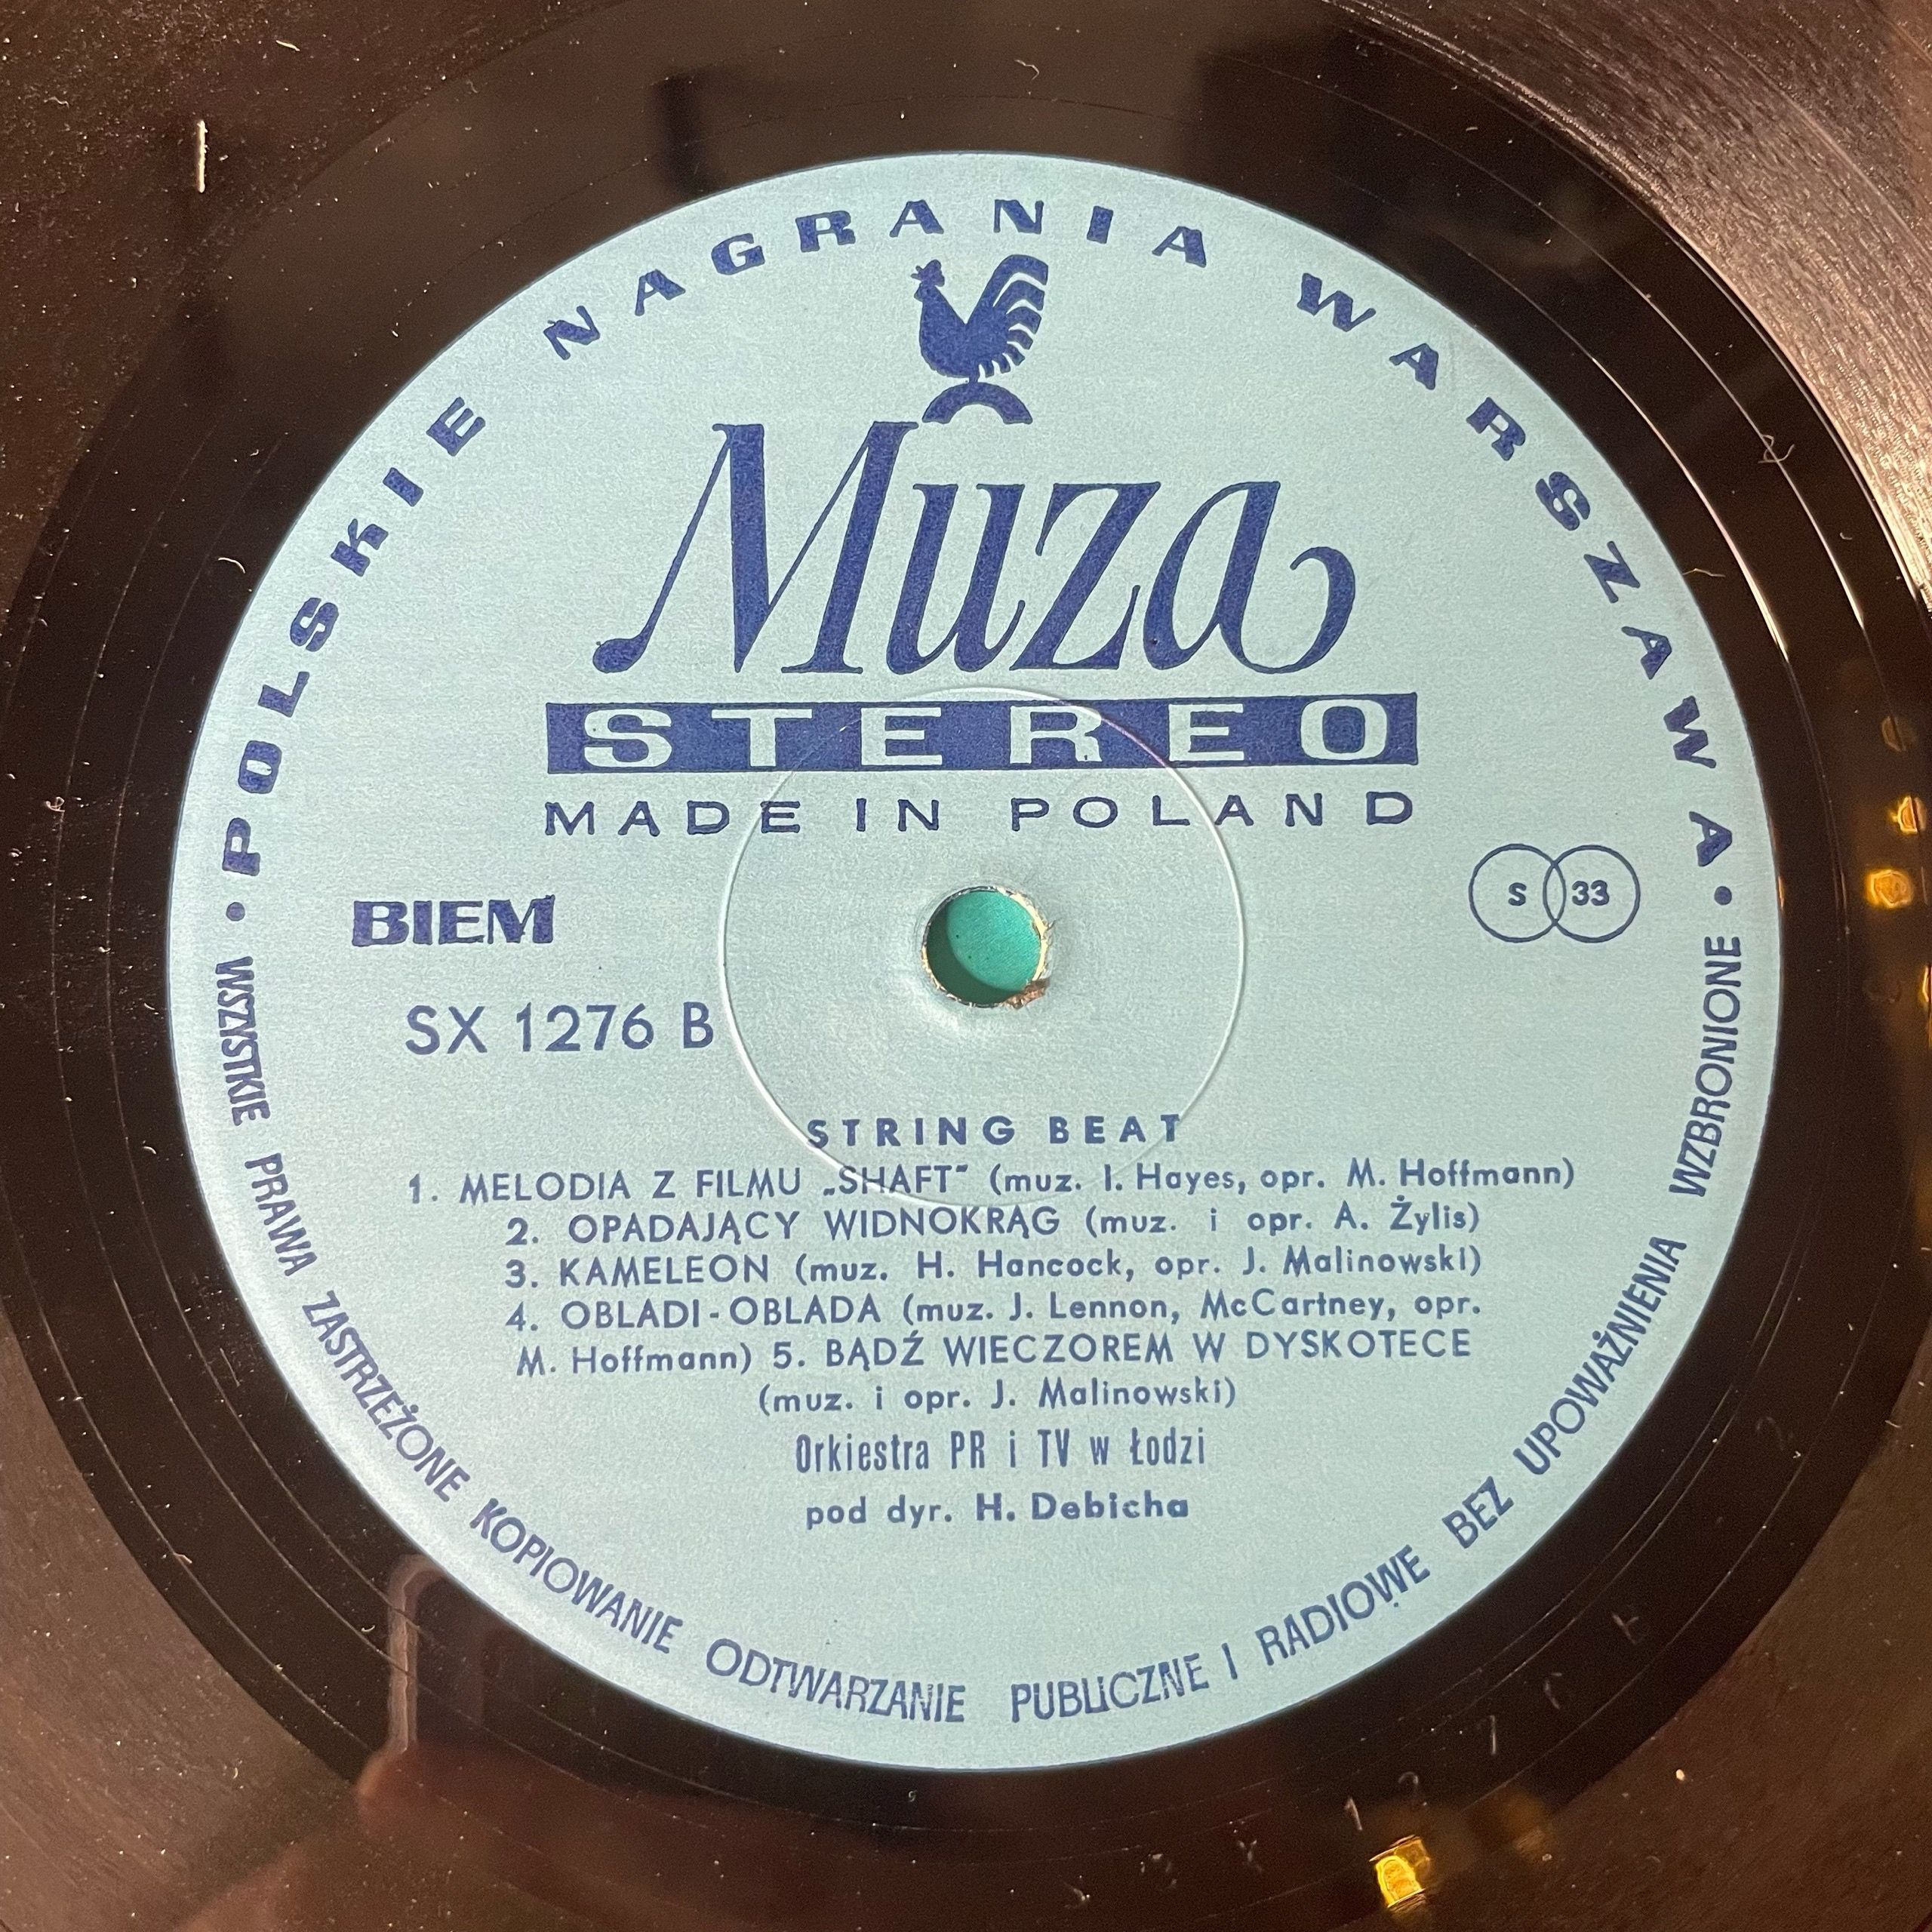 • POLSKIE NAGRANIA WARSZAWA •
Muza
STEREO
MADE IN POLAND
BIEM
S 33
SX 1276 B
STRING BEAT
1. MELODIA Z FILMU „SHAFT" (muz. I. Hayes, opr. M. Hoffmann)
2. OPADAJĄCY WIDNOKRĄG (muz. i opr. A. Żylis)
3. KAMELEON (muz. H. Hancock, opr. J. Malinowski)
4. OBLADI-OBLADA (muz. J. Lennon, McCartney, opr.
M. Hoffmann) 5. BĄDŹ WIECZOREM W DYSKOTECE
(muz. i opr. J. Malinowski)
Orkiestra PR i TV w Łodzi
pod dyr. H. Debicha
WSZYSTKIE PRAWA ZASTRZEŻONE KOPIOWANIE ODTWARZANIE PUBLICZNE I RADIOWE BEZ UPOWAŻNIENIA WZBRONIONE